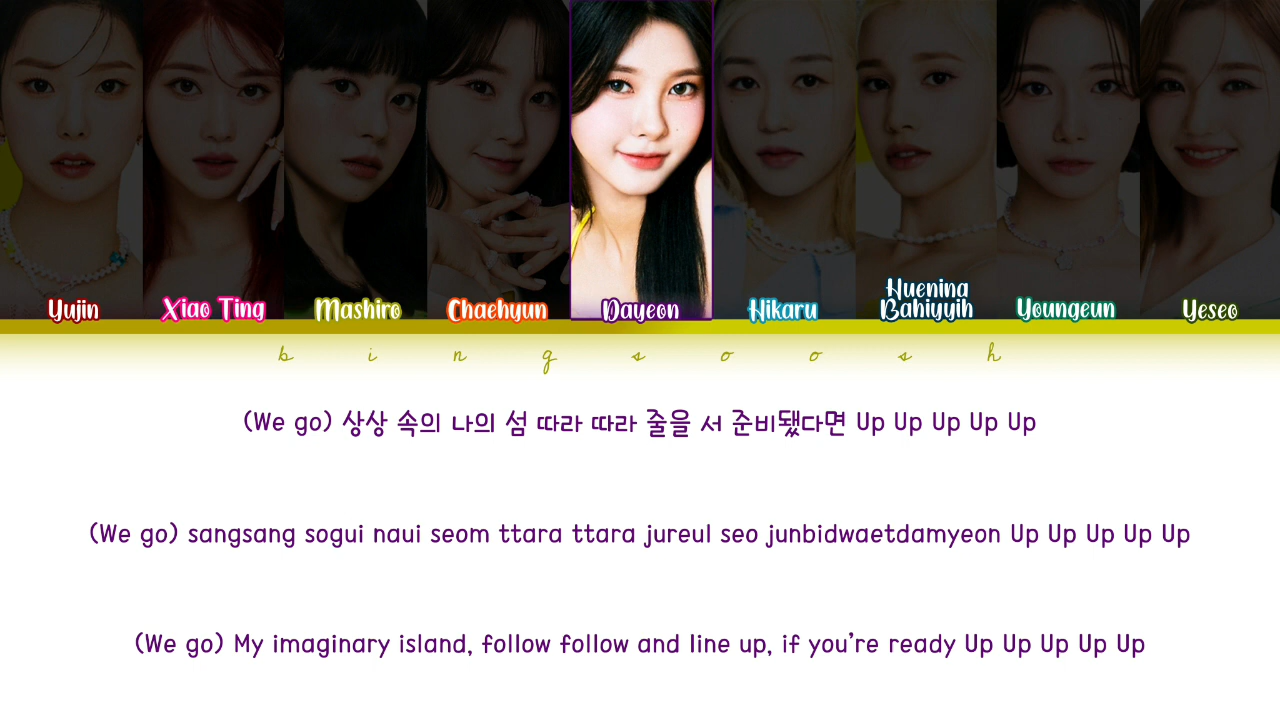 Yujin
Xiao Ting
Mashiro
Chaehyun
Dayeon
Hikaru
Huenina Bahiyyih
Youngeun
Yeseo
b i n g s o o s h
(We go) 상상 속의 나의 섬 따라 따라 줄을 서 준비됐다면 Up Up Up Up Up
(We go) sangsang sogui naui seom ttara ttara jureul seo junbidwaetdamyeon Up Up Up Up Up
(We go) My imaginary island, follow follow and line up, if you're ready Up Up Up Up Up